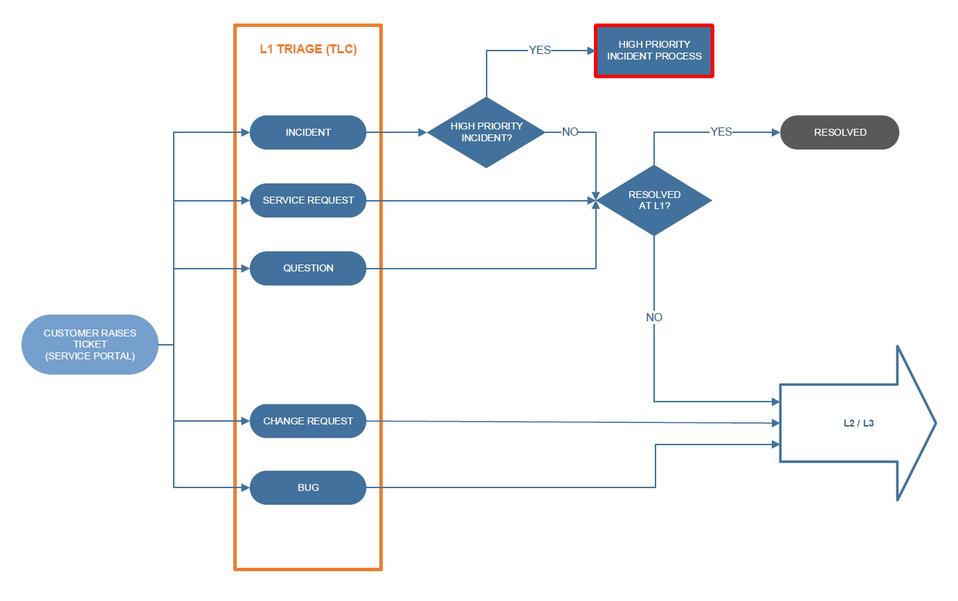 L1 TRIAGE (TLC)
YES
HIGH PRIORITY
INCIDENT PROCESS
INCIDENT
HIGH PRIORITY
INCIDENT?
NO
YES
RESOLVED
SERVICE REQUEST
RESOLVED
AT L1?
QUESTION
NO
CUSTOMER RAISES
TICKET
(SERVICE PORTAL)
CHANGE REQUEST
L2 / L3
BUG